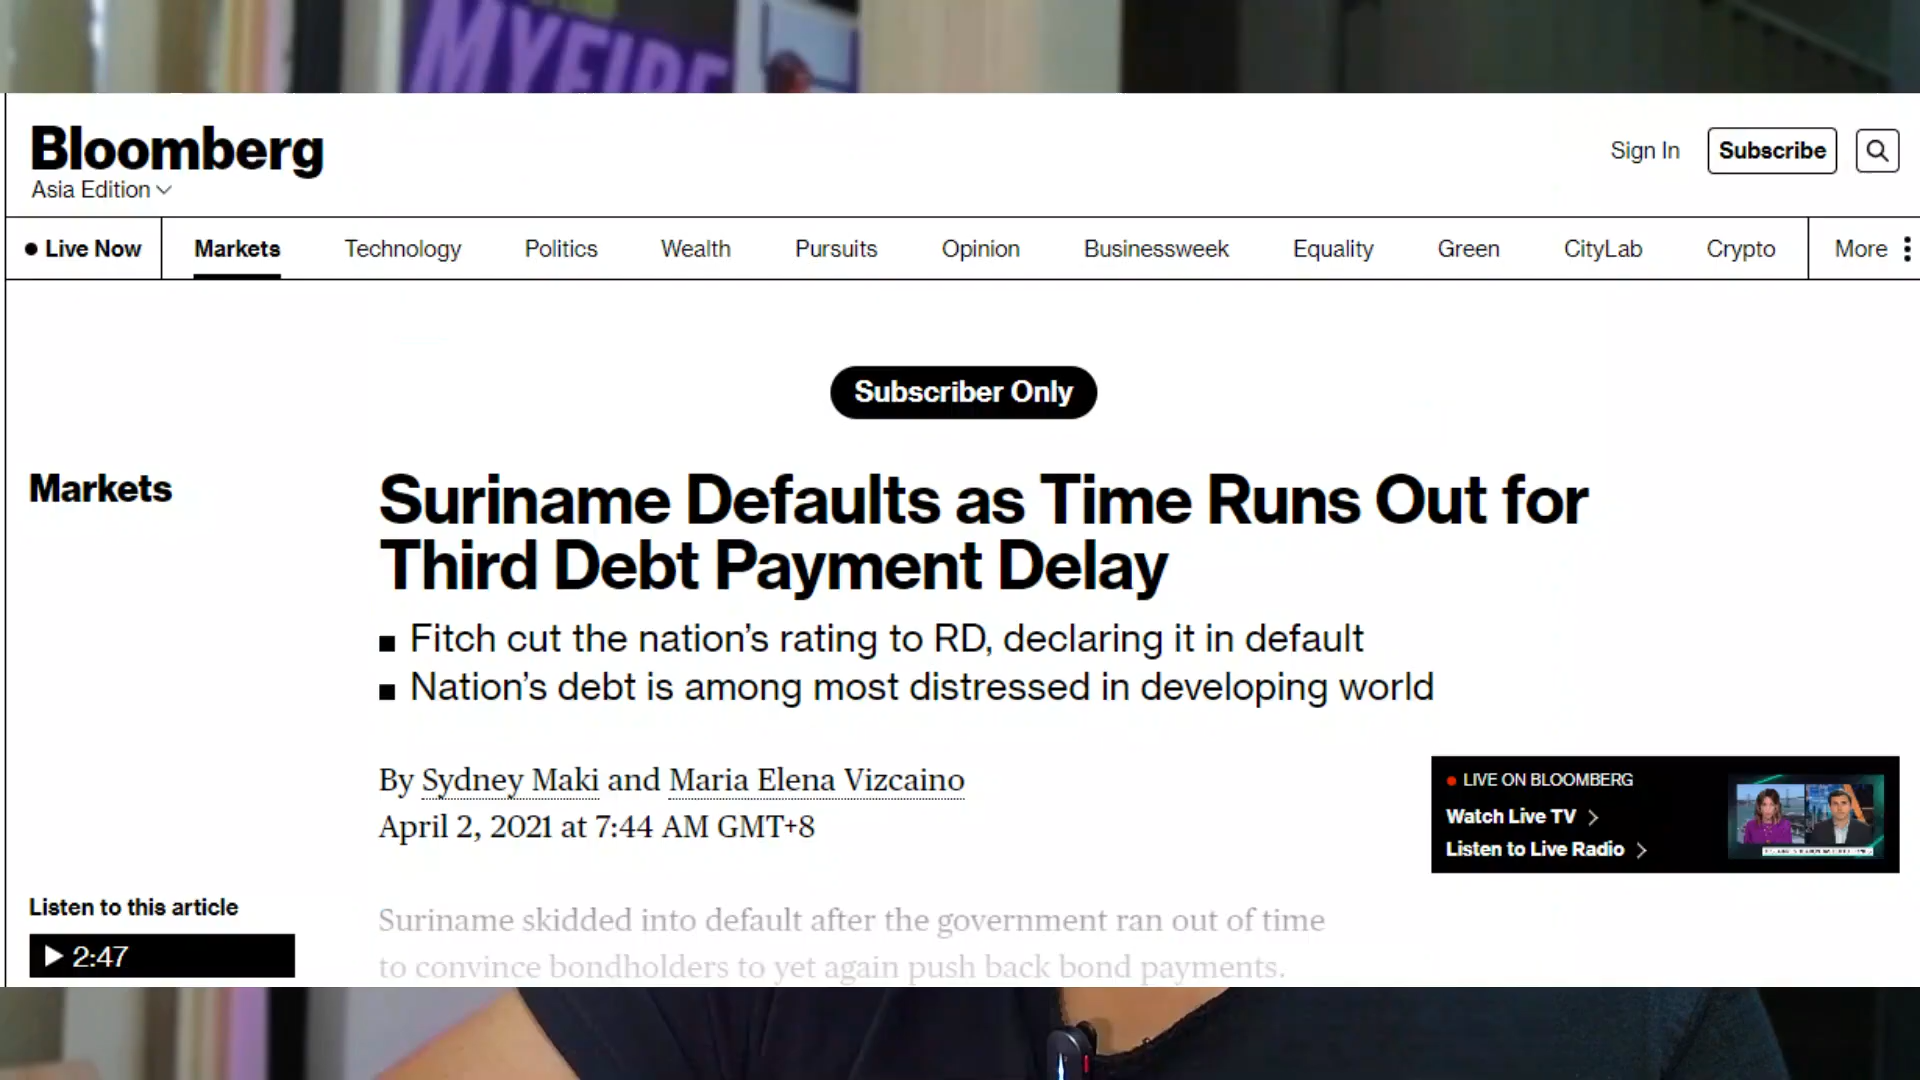 MYFIRE
Bloomberg
Asia Edition
Sign In
Subscribe
Live Now
Markets
Technology
Politics
Wealth
Pursuits
Opinion
Businessweek
Equality
Green
CityLab
Crypto
More
Subscriber Only
Markets
Suriname Defaults as Time Runs Out for
Third Debt Payment Delay
■ Fitch cut the nation’s rating to RD, declaring it in default
■ Nation’s debt is among most distressed in developing world
By Sydney Maki and Maria Elena Vizcaino
April 2, 2021 at 7:44 AM GMT+8
LIVE ON BLOOMBERG
Watch Live TV
Listen to Live Radio
Listen to this article
2:47
Suriname skidded into default after the government ran out of time
to convince bondholders to yet again push back bond payments.